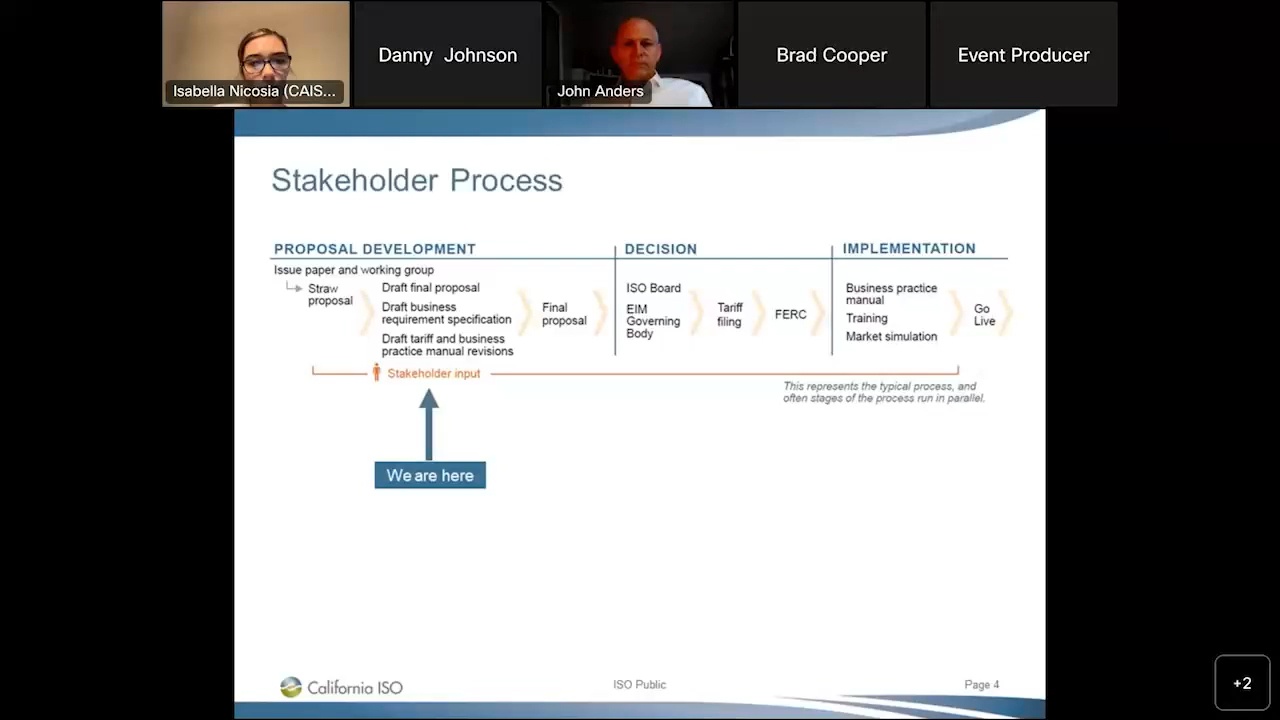 Isabella Nicosia (CAIS...
Danny Johnson
John Anders
Brad Cooper
Event Producer
Stakeholder Process
PROPOSAL DEVELOPMENT
Issue paper and working group
Straw
proposal
Draft final proposal
Draft business
requirement specification
Draft tariff and business
practice manual revisions
Final
proposal
DECISION
ISO Board
EIM
Governing
Body
Tariff
filing
FERC
IMPLEMENTATION
Business practice
manual
Training
Market simulation
Go
Live
Stakeholder input
This represents the typical process, and
often stages of the process run in parallel.
We are here
California ISO
ISO Public
Page 4
+2